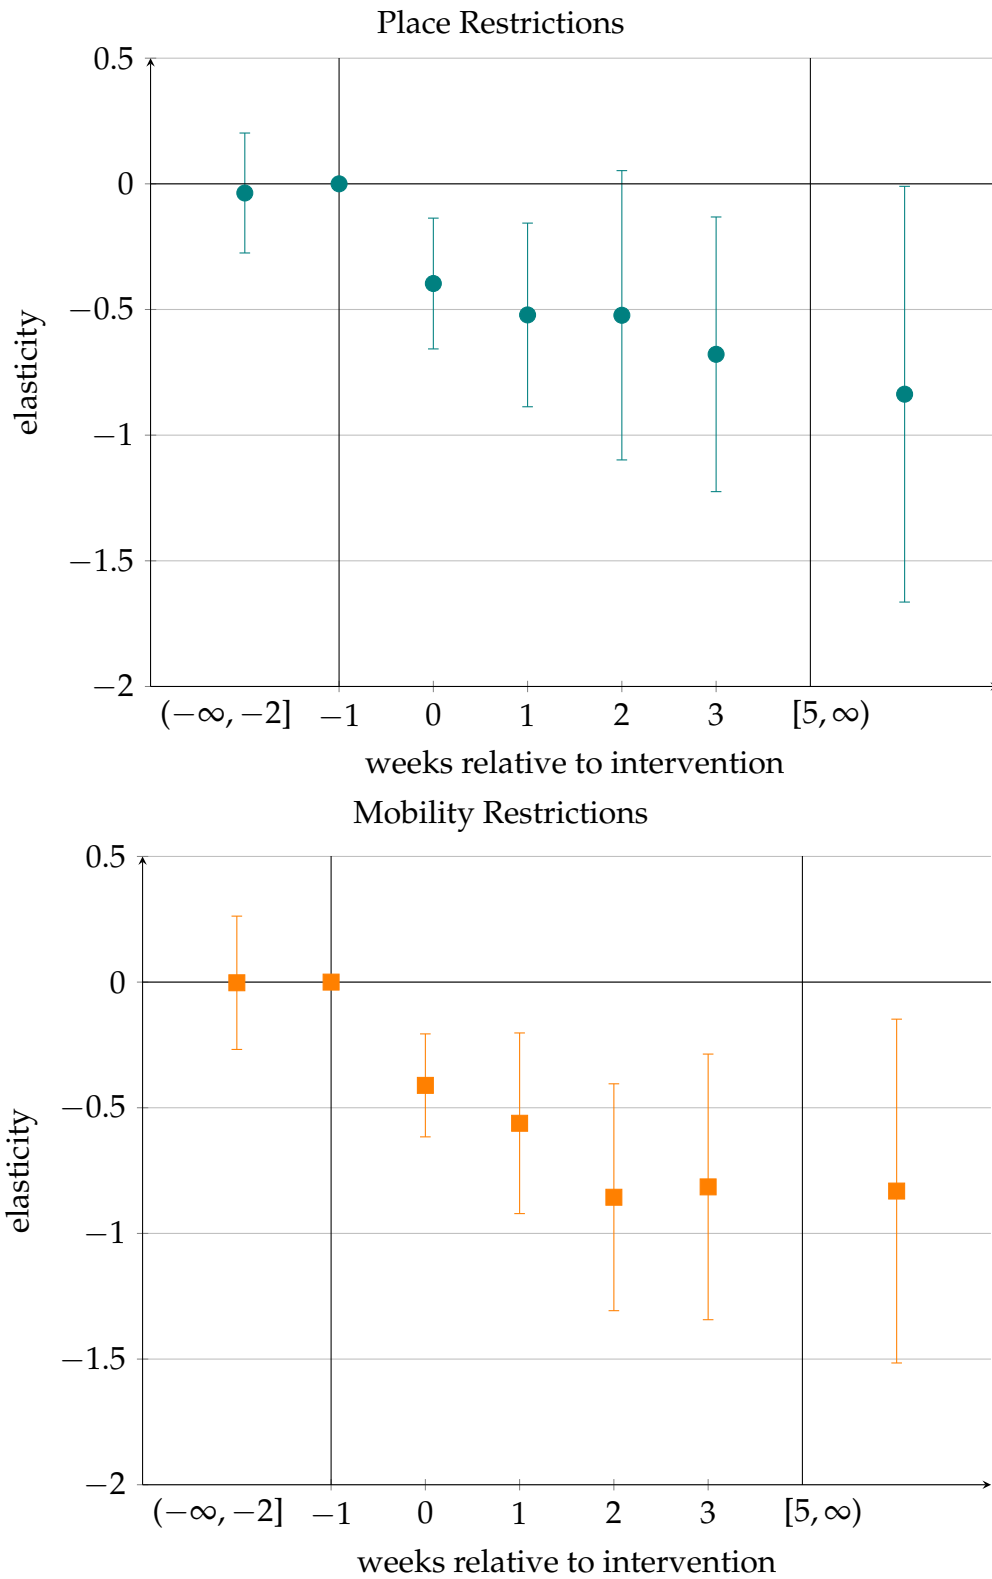 Place Restrictions
0.5
0
−0.5
−1
−1.5
−2
elasticity
(−∞, −2] −1 0 1 2 3 [5, ∞)
weeks relative to intervention
Mobility Restrictions
0.5
0
−0.5
−1
−1.5
−2
elasticity
(−∞, −2] −1 0 1 2 3 [5, ∞)
weeks relative to intervention